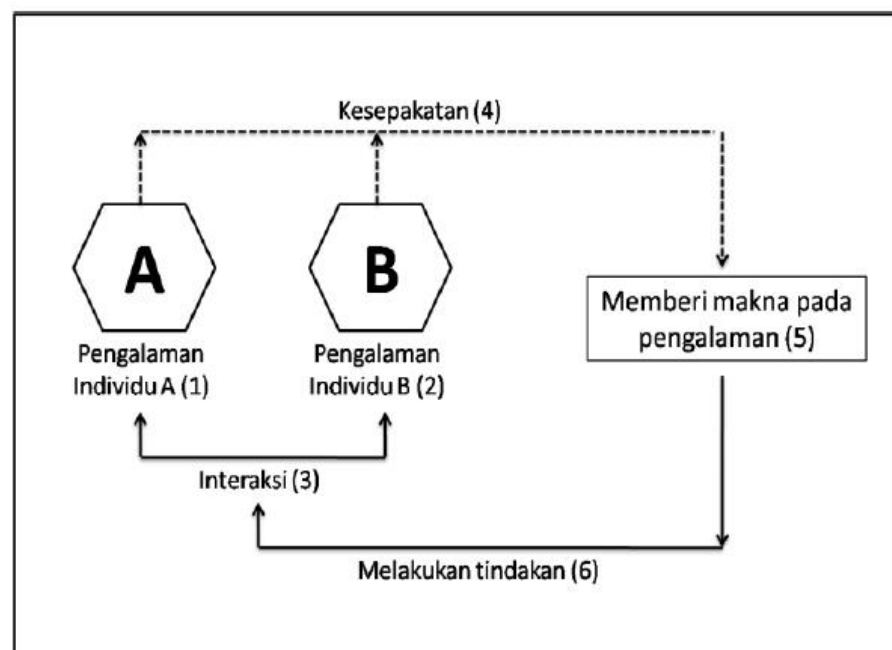 Kesepakatan (4)
A
B
Pengalaman
Individu A (1)
Pengalaman
Individu B (2)
Memberi makna pada
pengalaman (5)
Interaksi (3)
Melakukan tindakan (6)